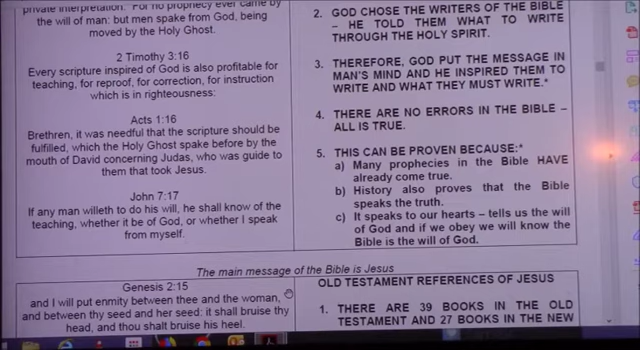 private interpretation. For no prophecy ever came by
the will of man: but men spake from God, being
moved by the Holy Ghost.
2 Timothy 3:16
Every scripture inspired of God is also profitable for
teaching, for reproof, for correction, for instruction
which is in righteousness:
Acts 1:16
Brethren, it was needful that the scripture should be
fulfilled, which the Holy Ghost spake before by the
mouth of David concerning Judas, who was guide to
them that took Jesus.
John 7:17
If any man willeth to do his will, he shall know of the
teaching, whether it be of God, or whether I speak
from myself.
2. GOD CHOSE THE WRITERS OF THE BIBLE
– HE TOLD THEM WHAT TO WRITE
THROUGH THE HOLY SPIRIT.
3. THEREFORE, GOD PUT THE MESSAGE IN
MAN'S MIND AND HE INSPIRED THEM TO
WRITE AND WHAT THEY MUST WRITE.*
4. THERE ARE NO ERRORS IN THE BIBLE –
ALL IS TRUE.
5. THIS CAN BE PROVEN BECAUSE:*
a) Many prophecies in the Bible HAVE
already come true.
b) History also proves that the Bible
speaks the truth.
c) It speaks to our hearts – tells us the will
of God and if we obey we will know the
Bible is the will of God.
The main message of the Bible is Jesus
Genesis 2:15
and I will put enmity between thee and the woman,
and between thy seed and her seed: it shall bruise thy
head, and thou shalt bruise his heel.
OLD TESTAMENT REFERENCES OF JESUS
1. THERE ARE 39 BOOKS IN THE OLD
TESTAMENT AND 27 BOOKS IN THE NEW